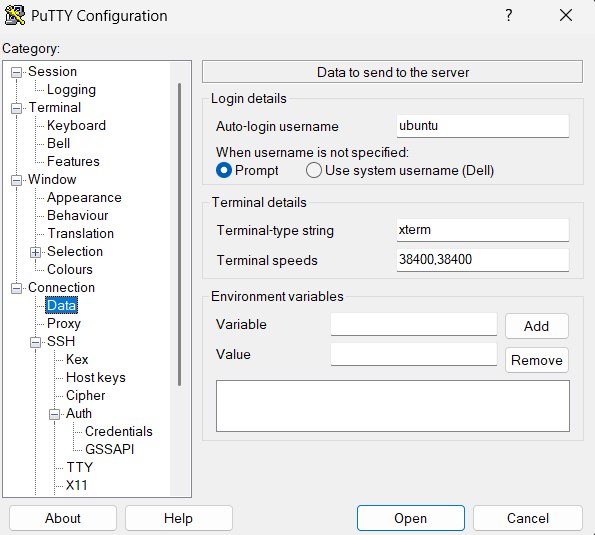 PuTTY Configuration
?
Category:
Session
Logging
Terminal
Keyboard
Bell
Features
Window
Appearance
Behaviour
Translation
Selection
Colours
Connection
Data
Proxy
SSH
Kex
Host keys
Cipher
Auth
Credentials
GSSAPI
TTY
X11
Data to send to the server
Login details
Auto-login username ubuntu
When username is not specified:
Prompt Use system username (Dell)
Terminal details
Terminal-type string xterm
Terminal speeds 38400,38400
Environment variables
Variable Add
Value Remove
About Help Open Cancel